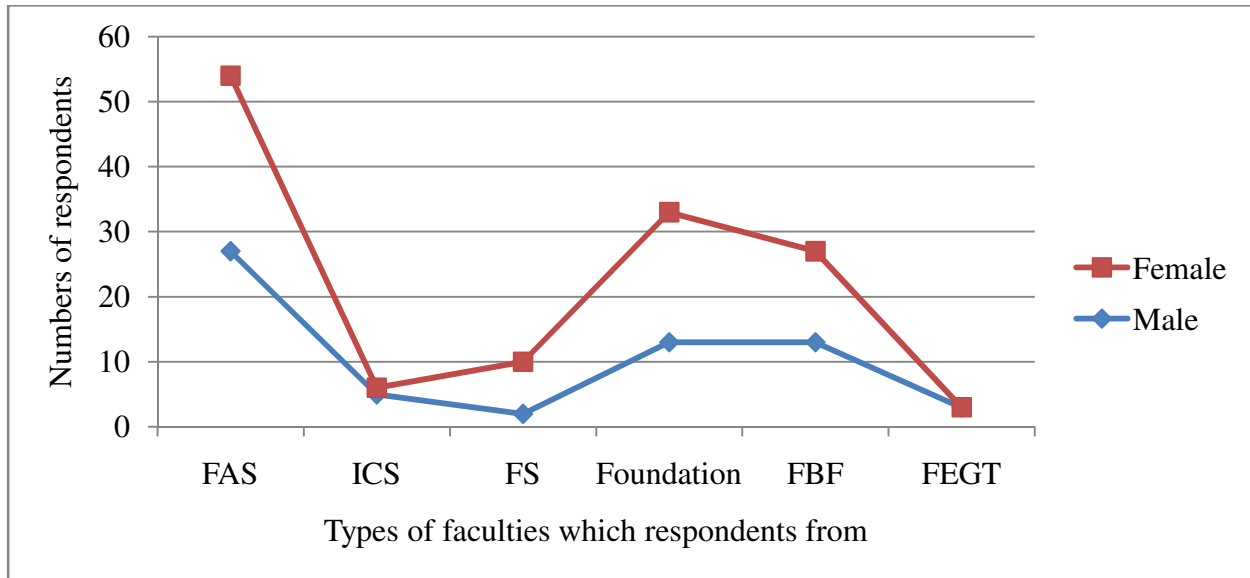 60
50
40
30
20
10
0
Numbers of respondents
FAS ICS FS Foundation FBF FEGT
Types of faculties which respondents from
Female
Male